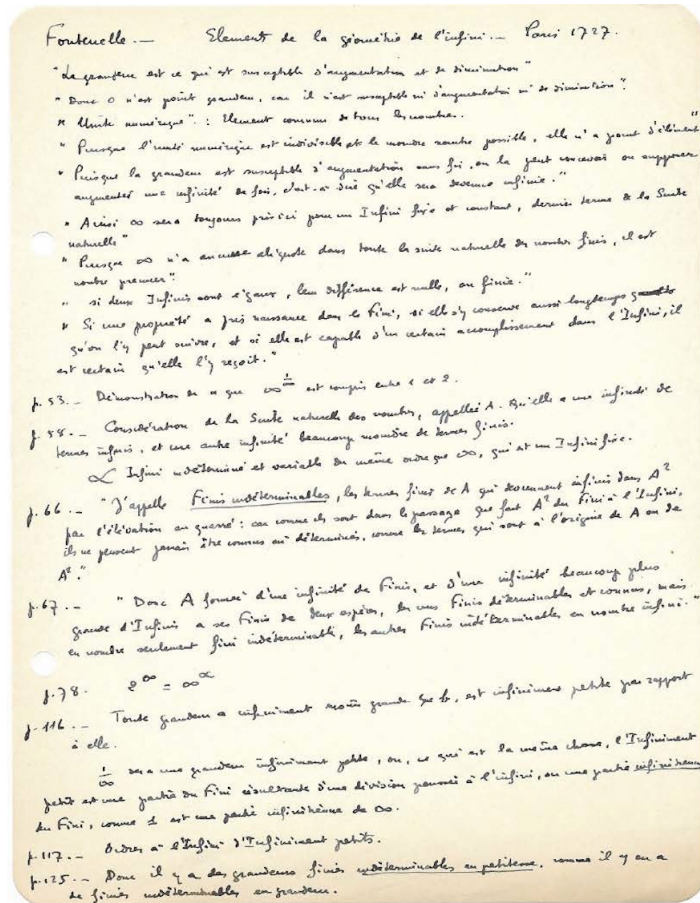 Fontenelle.— Elements de la géométrie de l'infini.— Paris 1727.
"La grandeur est ce qui est susceptible d'augmentation et de diminution"
"Donc 0 n'est point grandeur, car il n'est susceptible ni d'augmentation ni de diminution".
"Unité numérique" : Element commun de tous les nombres.
"Puisque l'unité numérique est indivisible et le moindre nombre possible, elle n'a point d'élément"
"Puisque la grandeur est susceptible d'augmentation sans fin, on la peut concevoir ou supposer
augmentée une infinité de fois, c'est-à-dire qu'elle sera devenue infinie."
"Ainsi ∞ sera toujours pris ici pour un Infini fixe et constant, dernier terme de la Suite
naturelle"
"Puisque ∞ n'a aucune aliquote dans toute la suite naturelle des nombres finis, il est
nombre premier".
"si deux Infinis sont égaux, leur différence est nulle, ou finie."
"Si une propriété a pris naissance dans le Fini, si elle s'y conserve aussi longtemps
qu'on l'y peut suivre, et si elle est capable d'un certain accomplissement dans l'Infini, il
est certain qu'elle l'y reçoit."
p.53.— Démonstration de ce que ∞^(1/∞) est compris entre 1 et 2.
p.58.— Considération de la Suite naturelle des nombres, appellée A. Qu'elle a une infinité de
termes infinis, et une autre infinité beaucoup moindre de termes finis.
∝ Infini indéterminé et variable du même ordre que ∞, qui est un Infini fixe.
p.66.— "J'appelle Finis indéterminables, les termes finis de A qui deviennent infinis dans A²
par l'élévation au quarré : car comme ils sont dans le passage que fait A² du Fini à l'Infini,
ils ne peuvent jamais être connus ni déterminés, comme les termes, qui sont à l'origine de A ou de
A²."
p.67.— "Donc A formée d'une infinité de Finis, et d'une infinité beaucoup plus
grande d'Infinis a ses Finis de deux espèces, les uns Finis déterminables et connus, mais
en nombre seulement fini indéterminable, les autres Finis indéterminables en nombre infini."
p.78. 2^∞ = ∞^∝
p.116.— Toute grandeur a infiniment moins grande que b, est infiniment petite par rapport
à elle.
1/∞ sera une grandeur infiniment petite, ou, ce qui est la même chose, l'Infiniment
petit est une partie du Fini résultante d'une division poussée à l'infini, ou une partie
du Fini, comme 1 est une partie infinitième de ∞.
p.117.— Ordres à l'Infini d'Infiniment petits.
p.125.— Donc il y a des grandeurs finies indéterminables en petitesse, comme il y en a
de finies indéterminables en grandeur.